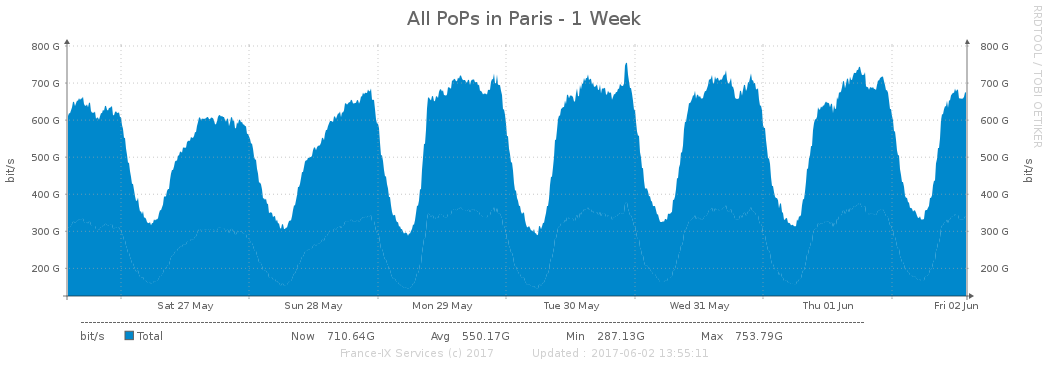 All PoPs in Paris - 1 Week
RRDTOOL / TOBI OETIKER
bit/s
800 G
700 G
600 G
500 G
400 G
300 G
200 G
800 G
700 G
600 G
500 G
400 G
300 G
200 G
bit/s
Sat 27 May Sun 28 May Mon 29 May Tue 30 May Wed 31 May Thu 01 Jun Fri 02 Jun
bit/s Total Now 710.64G Avg 550.17G Min 287.13G Max 753.79G
France-IX Services (c) 2017 Updated : 2017-06-02 13:55:11